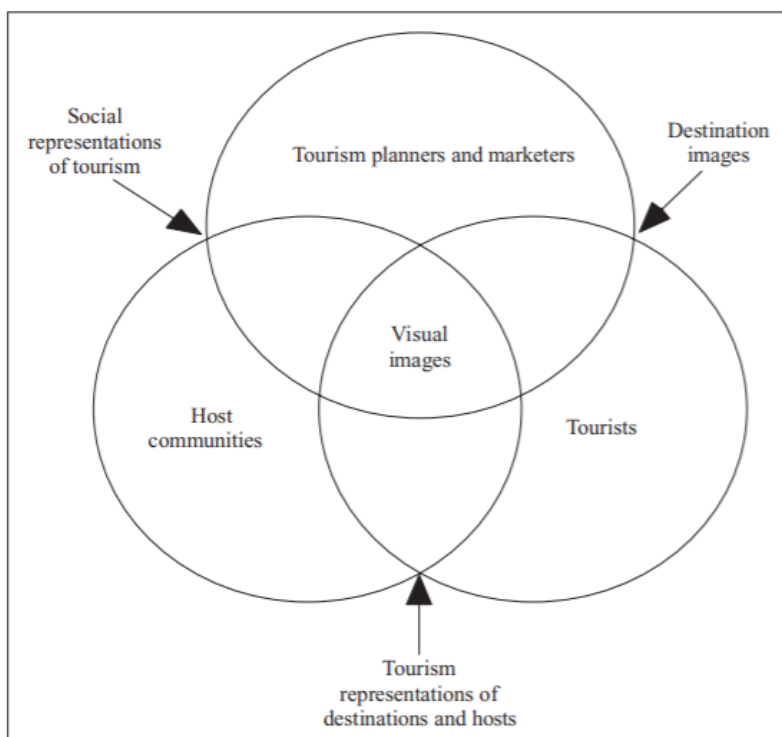 Social
representations
of tourism
Destination
images
Tourism planners and marketers
Visual
images
Host
communities
Tourists
Tourism
representations of
destinations and hosts